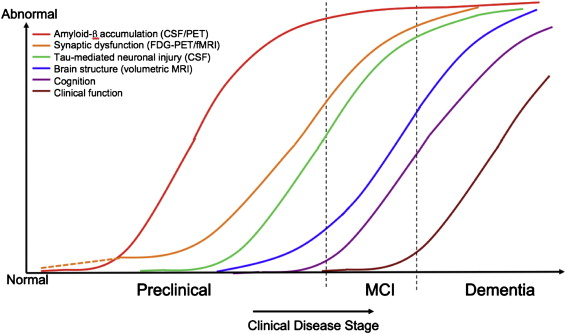 Abnormal
Amyloid-β accumulation (CSF/PET)
Synaptic dysfunction (FDG-PET/fMRI)
Tau-mediated neuronal injury (CSF)
Brain structure (volumetric MRI)
Cognition
Clinical function
Normal
Preclinical MCI Dementia
Clinical Disease Stage